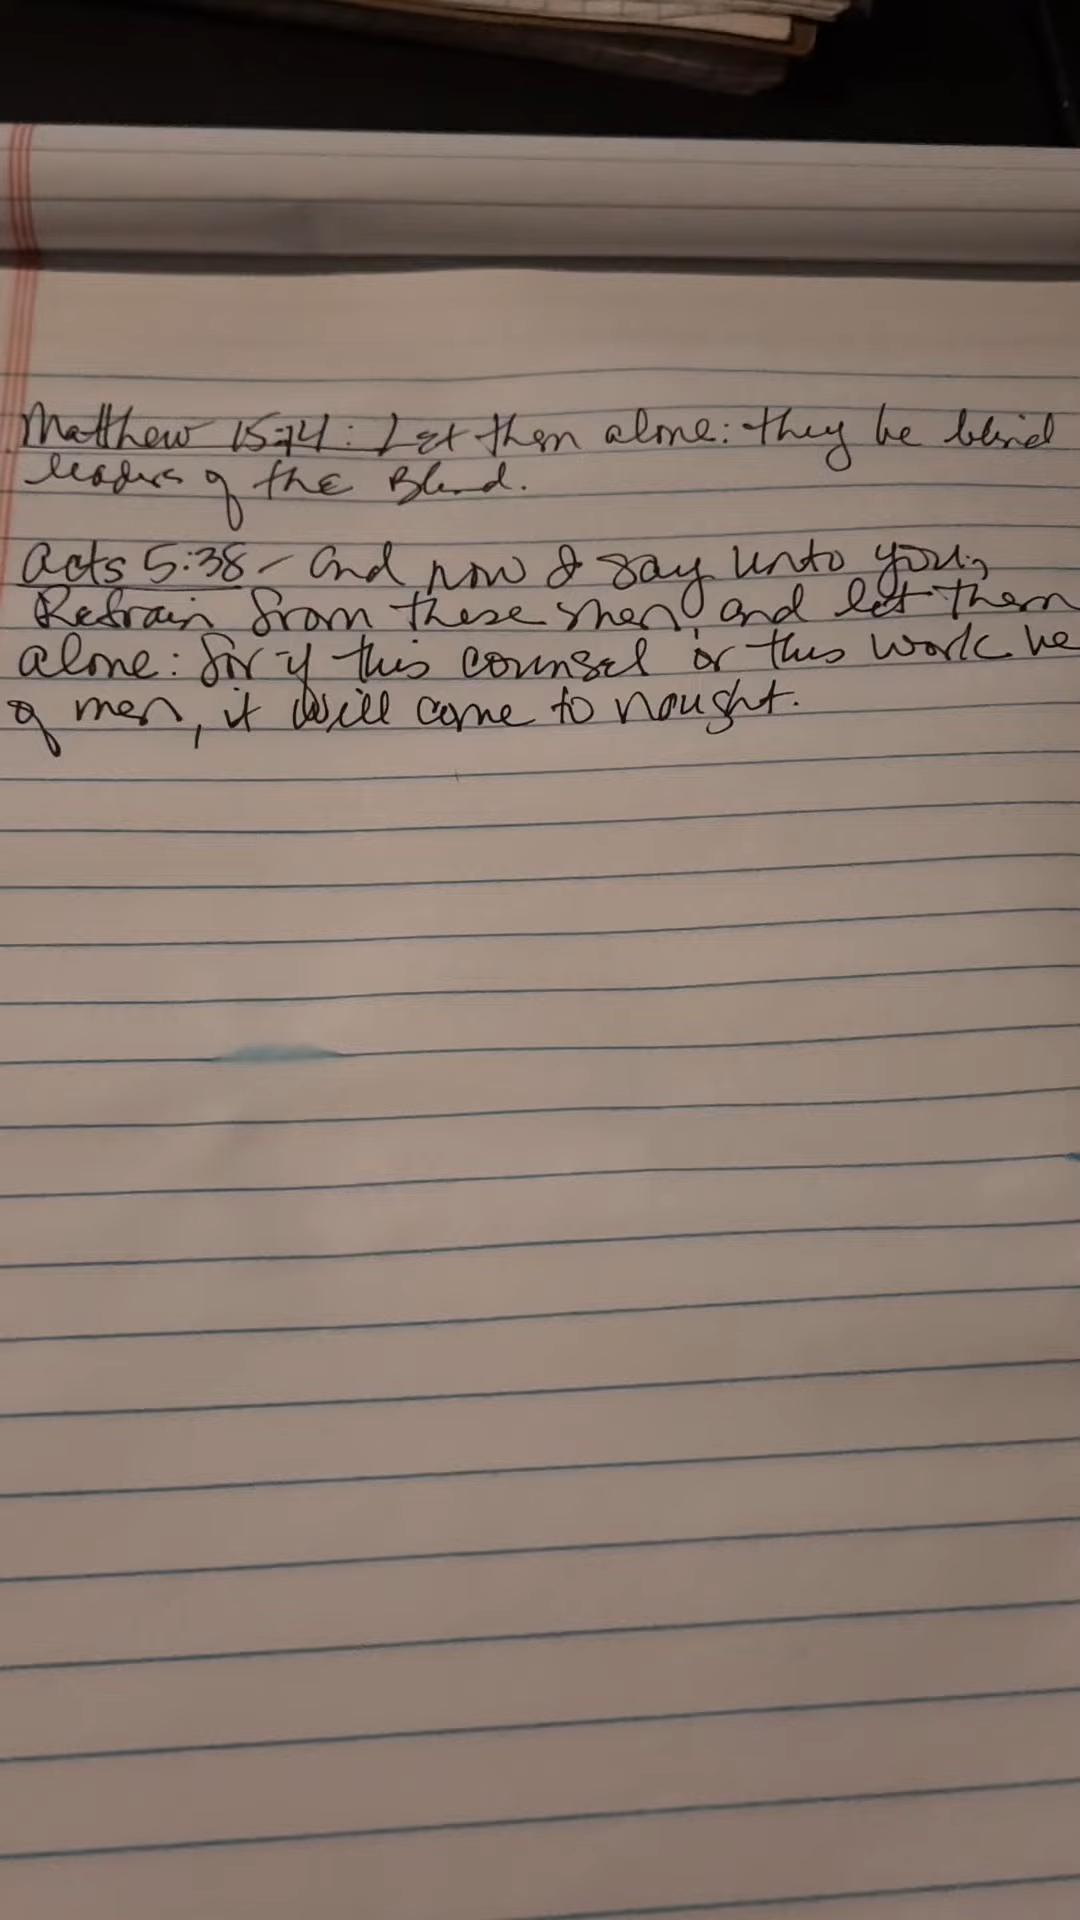 Matthew 15:14: Let them alone: they be blind
leaders of the Blind.
Acts 5:38 - And now I say unto you,
Refrain from these men, and let them
alone: for if this counsel or this work be
of men, it will come to nought.